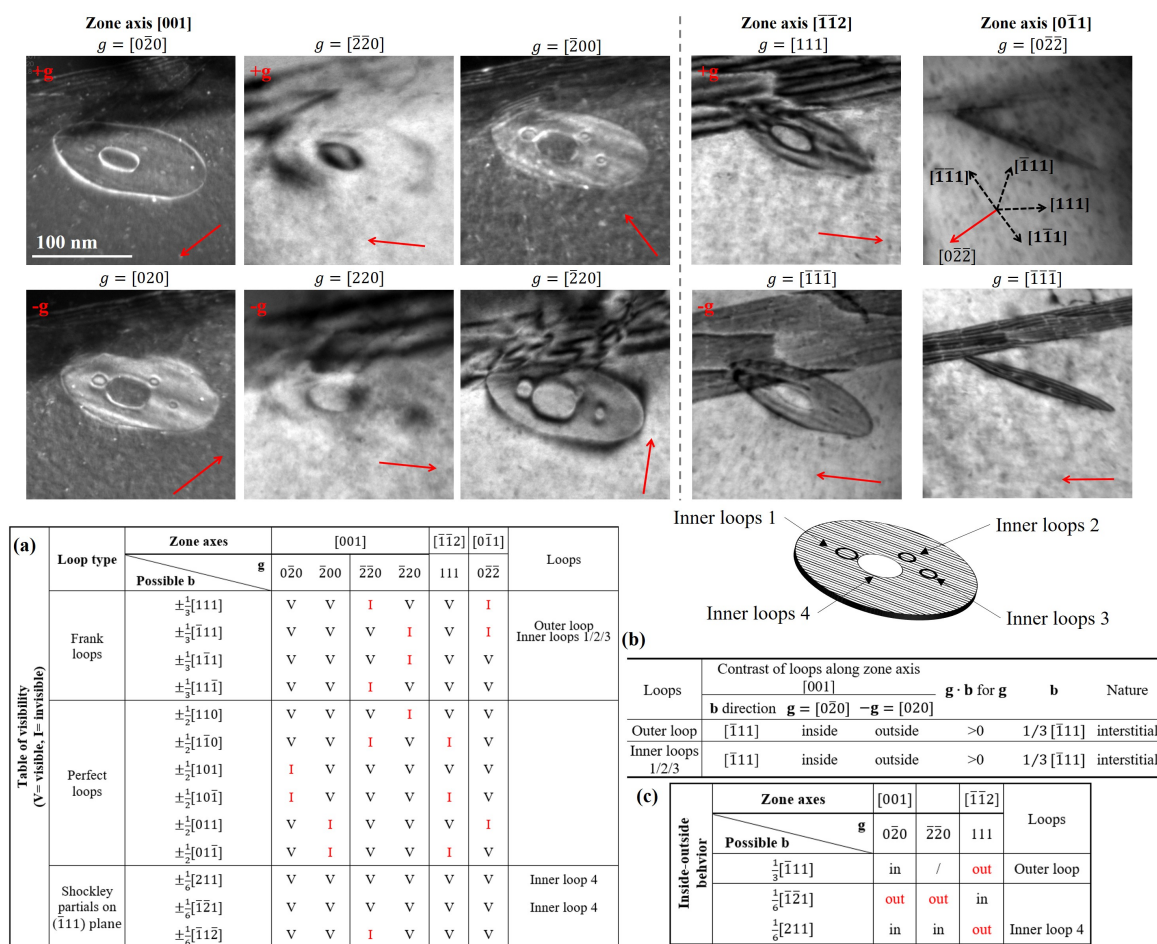 Zone axis [001]
Zone axis [1̄1̄2]
Zone axis [01̄1]
g = [02̄0]
g = [2̄2̄0]
g = [2̄00]
g = [111]
g = [02̄2̄]
+g
+g
+g
100 nm
[1̄1̄1]
[1̄11]
[111]
[11̄1]
[02̄2̄]
g = [020]
g = [220]
g = [2̄20]
g = [1̄1̄1̄]
g = [1̄1̄1̄]
-g
-g
-g
(a)
Table of visibility
(V= visible, I= invisible)
Loop type Zone axes [001] [1̄1̄2] [01̄1] Loops
g
Possible b 02̄0 2̄00 2̄2̄0 2̄20 111 02̄2̄
Frank loops
±1/3[111] V V I V V I
±1/3[1̄11] V V V I V I Outer loop Inner loops 1/2/3
±1/3[11̄1] V V V I V V
±1/3[111̄] V V I V V V
Perfect loops
±1/2[110] V V V I V V
±1/2[11̄0] V V I V I V
±1/2[101] I V V V V V
±1/2[101̄] I V V V I V
±1/2[011] V I V V V I
±1/2[011̄] V I V V I V
Shockley partials on (1̄11) plane
±1/6[211] V V V V V V Inner loop 4
±1/6[1̄2̄1] V V V V V V Inner loop 4
±1/6[1̄12̄] V V I V V V
Inner loops 1
Inner loops 2
Inner loops 4
Inner loops 3
(b)
Loops
Contrast of loops along zone axis
[001]
g · b for g b Nature
b direction g = [02̄0] −g = [020]
Outer loop [1̄11] inside outside >0 1/3 [1̄11] interstitial
Inner loops 1/2/3 [1̄11] inside outside >0 1/3 [1̄11] interstitial
(c)
Inside-outside behvior
Zone axes [001] [1̄1̄2] Loops
g
Possible b 02̄0 2̄2̄0 111
1/3[1̄11] in / out Outer loop
1/6[1̄2̄1] out out in
1/6[211] in in out Inner loop 4